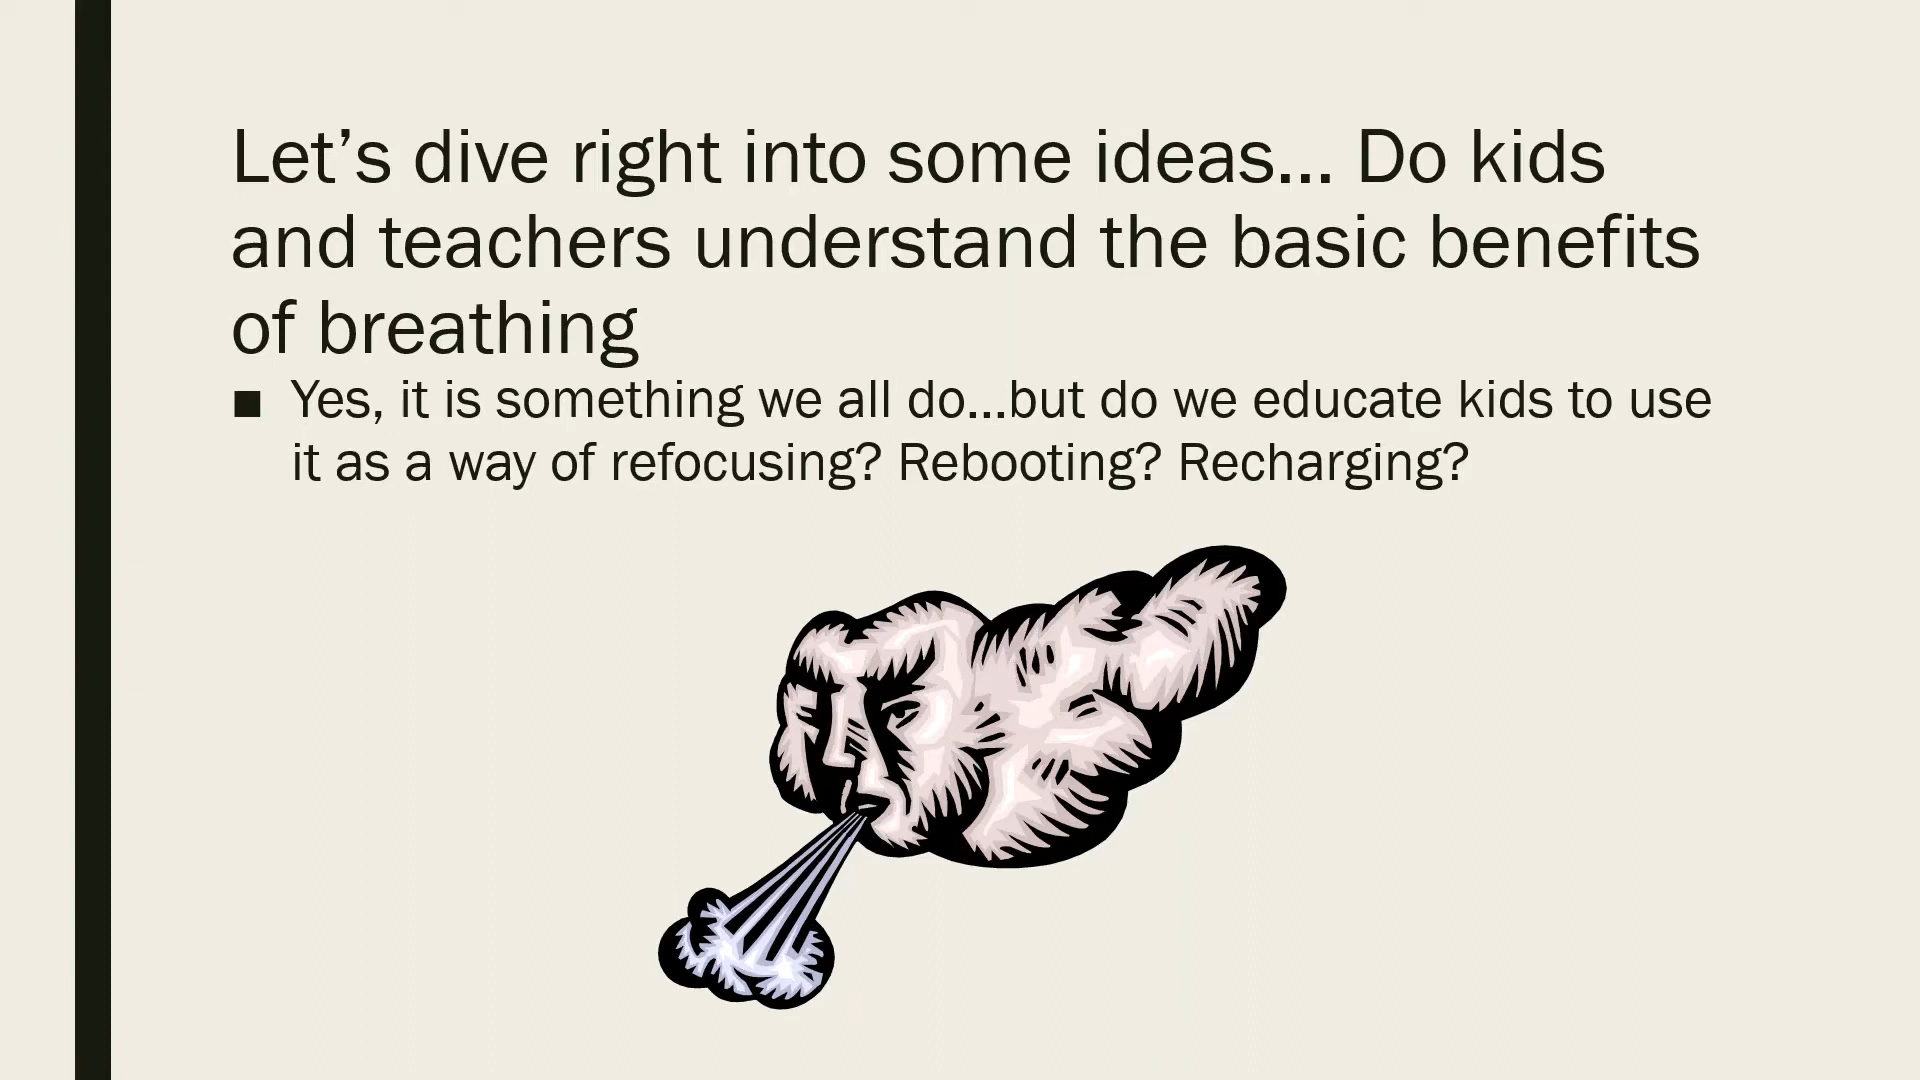 Let’s dive right into some ideas… Do kids
and teachers understand the basic benefits
of breathing
■ Yes, it is something we all do…but do we educate kids to use
it as a way of refocusing? Rebooting? Recharging?